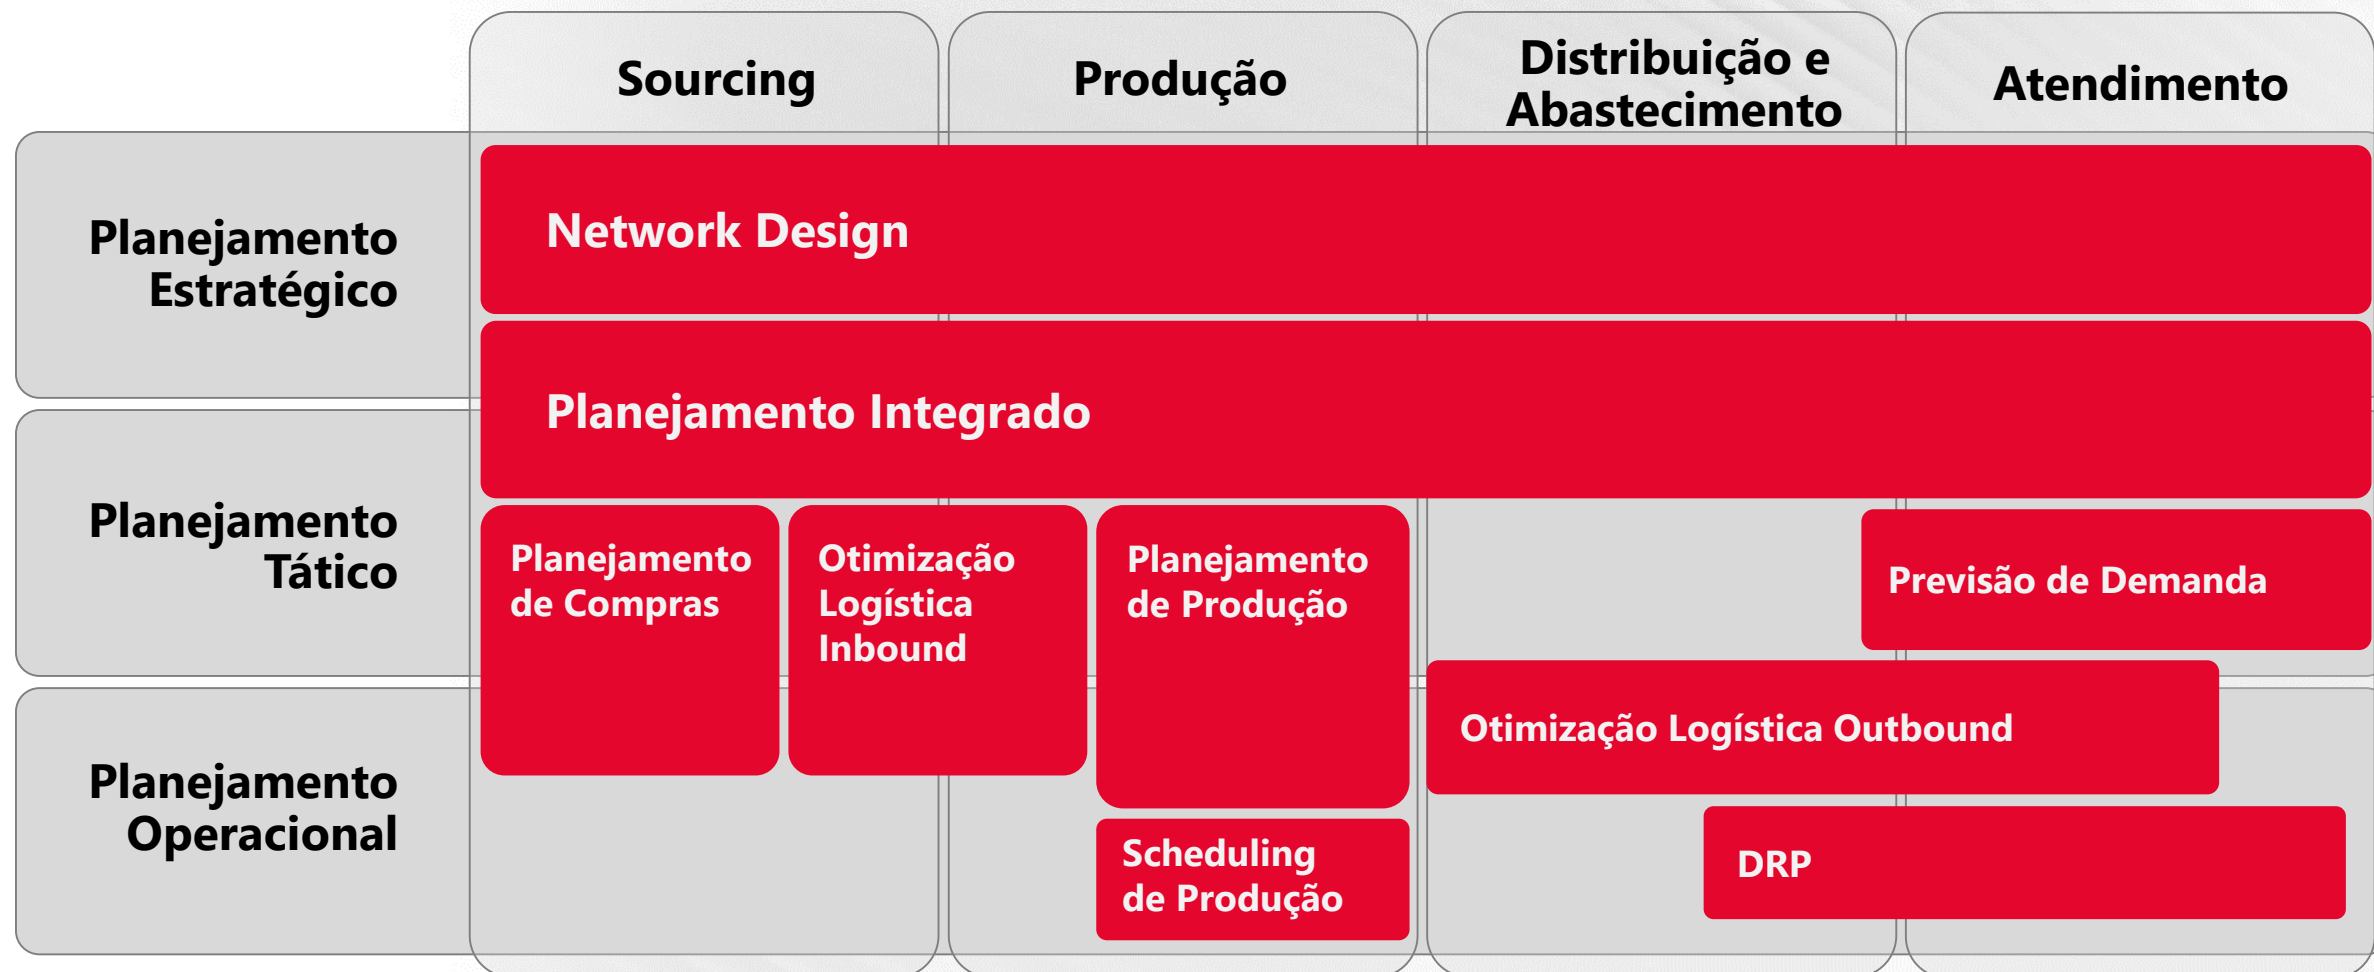 Sourcing
Produção
Distribuição e
Abastecimento
Atendimento
Planejamento
Estratégico
Network Design
Planejamento Integrado
Planejamento
Tático
Planejamento
de Compras
Otimização
Logística
Inbound
Planejamento
de Produção
Previsão de Demanda
Otimização Logística Outbound
Planejamento
Operacional
Scheduling
de Produção
DRP